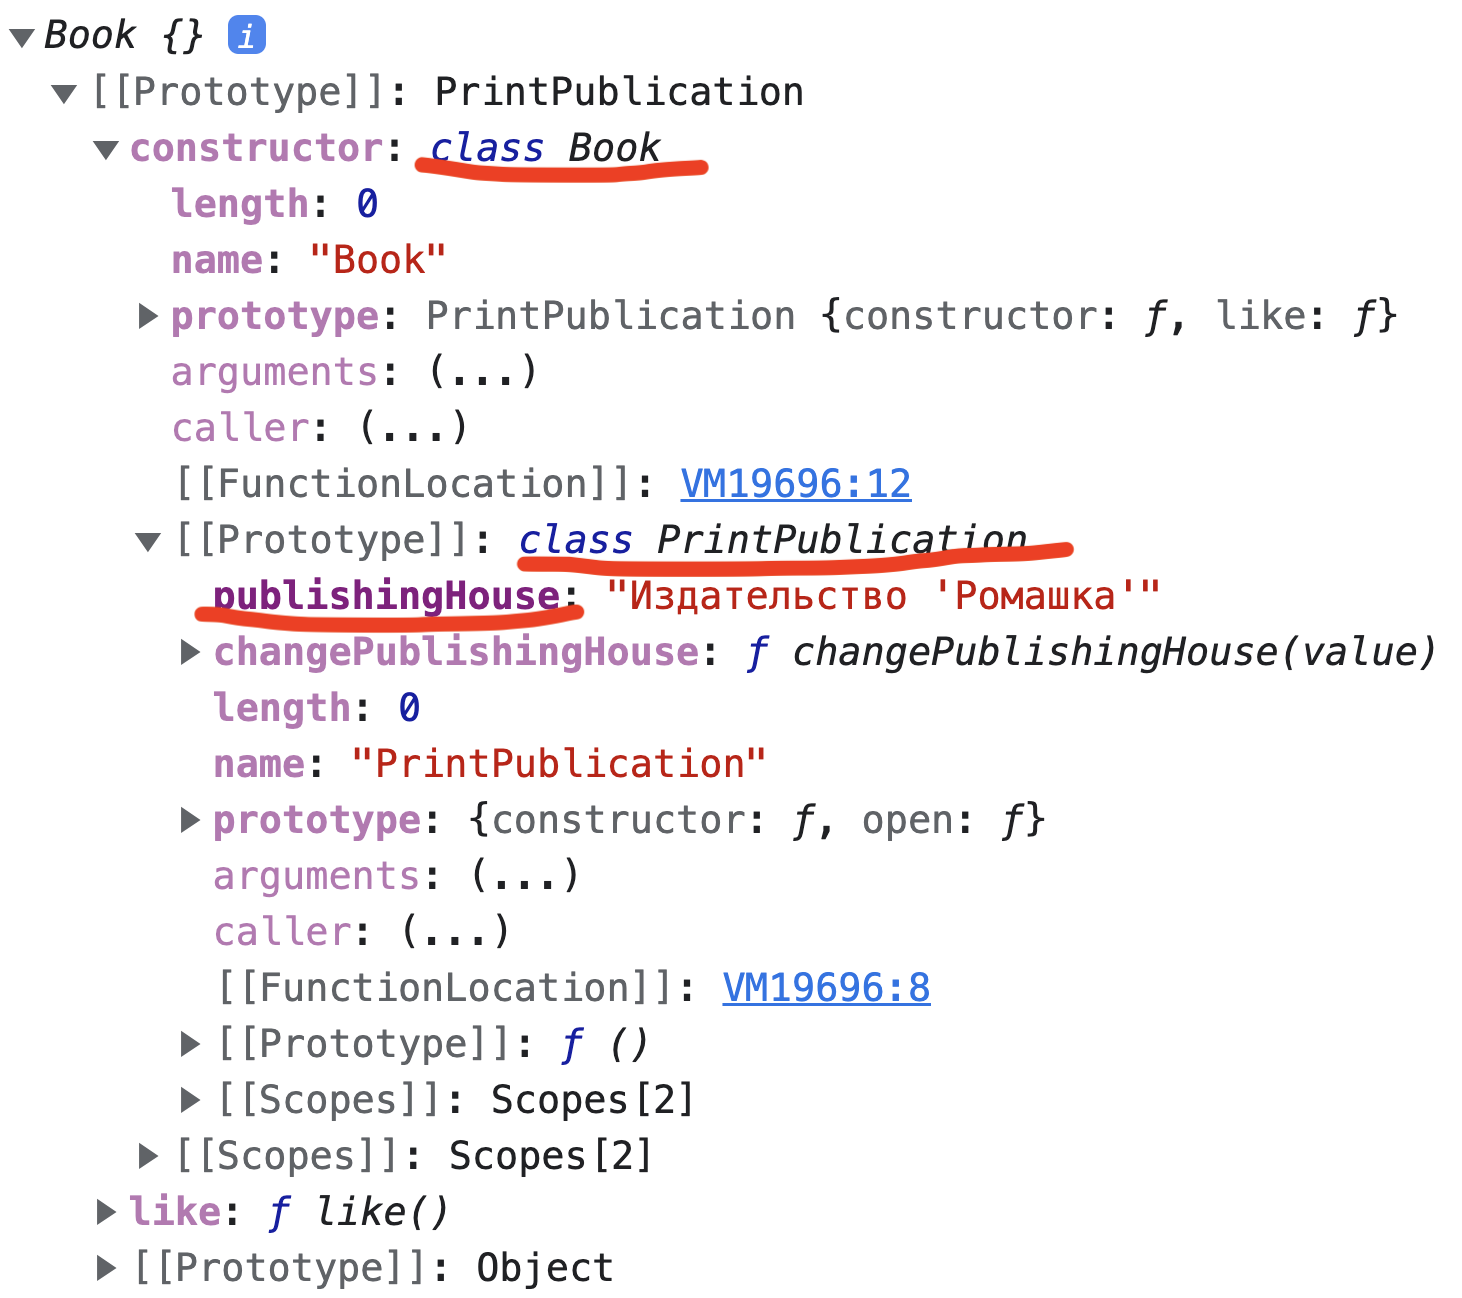 Book {} i
[[Prototype]]: PrintPublication
constructor: class Book
length: 0
name: "Book"
prototype: PrintPublication {constructor: ƒ, like: ƒ}
arguments: (...)
caller: (...)
[[FunctionLocation]]: VM19696:12
[[Prototype]]: class PrintPublication
publishingHouse: "Издательство 'Ромашка'"
changePublishingHouse: ƒ changePublishingHouse(value)
length: 0
name: "PrintPublication"
prototype: {constructor: ƒ, open: ƒ}
arguments: (...)
caller: (...)
[[FunctionLocation]]: VM19696:8
[[Prototype]]: ƒ ()
[[Scopes]]: Scopes[2]
[[Scopes]]: Scopes[2]
like: ƒ like()
[[Prototype]]: Object